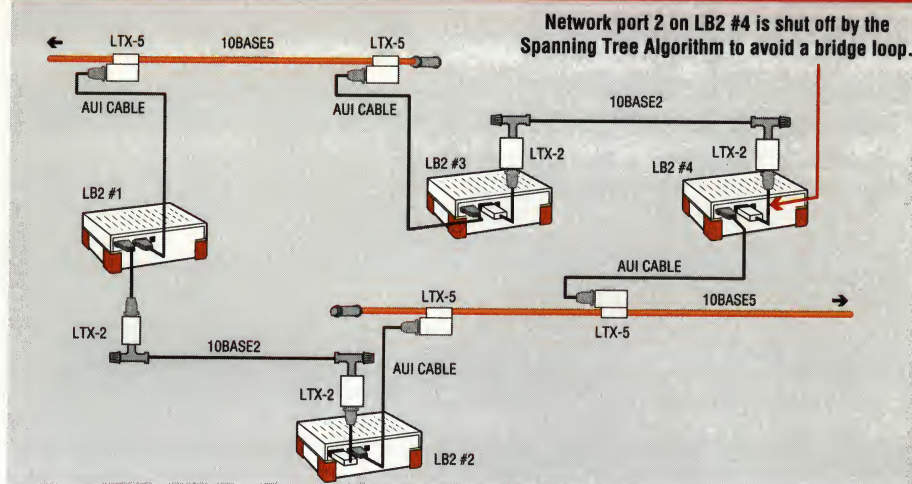 Network port 2 on LB2 #4 is shut off by the
Spanning Tree Algorithm to avoid a bridge loop.
LTX-5
10BASE5
LTX-5
AUI CABLE
AUI CABLE
10BASE2
LB2 #1
LB2 #3
LTX-2
LB2 #4
LTX-2
AUI CABLE
LTX-5
10BASE5
LTX-5
LTX-2
10BASE2
AUI CABLE
LTX-2
LB2 #2